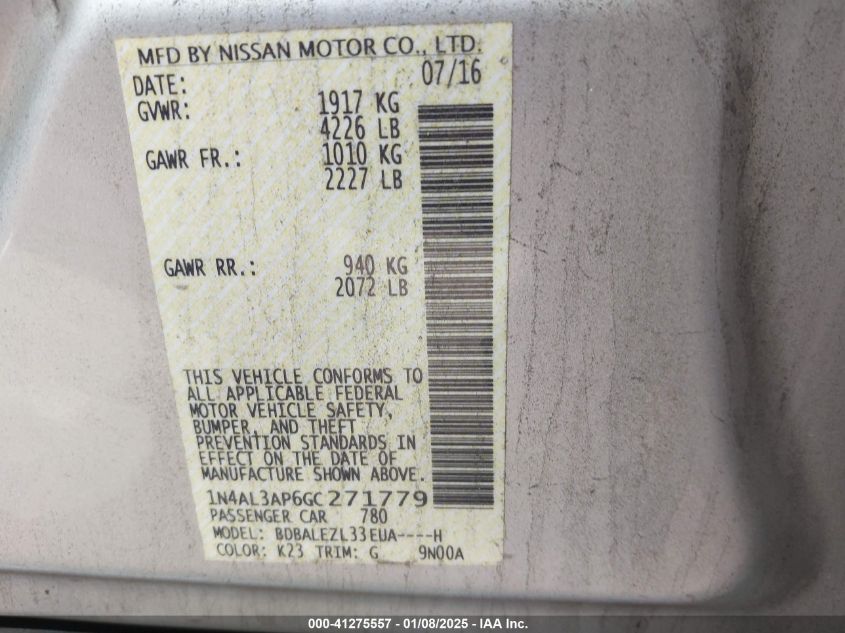 MFD BY NISSAN MOTOR CO., LTD.
DATE: 07/16
GVWR: 1917 KG
4226 LB
GAWR FR.: 1010 KG
2227 LB
GAWR RR.: 940 KG
2072 LB
THIS VEHICLE CONFORMS TO
ALL APPLICABLE FEDERAL
MOTOR VEHICLE SAFETY,
BUMPER, AND THEFT
PREVENTION STANDARDS IN
EFFECT ON THE DATE OF
MANUFACTURE SHOWN ABOVE.
1N4AL3AP6GC271779
PASSENGER CAR 780
MODEL: BDBALEZL33EUA----H
COLOR: K23 TRIM: G 9N00A
000-41275557 - 01/08/2025 - IAA Inc.